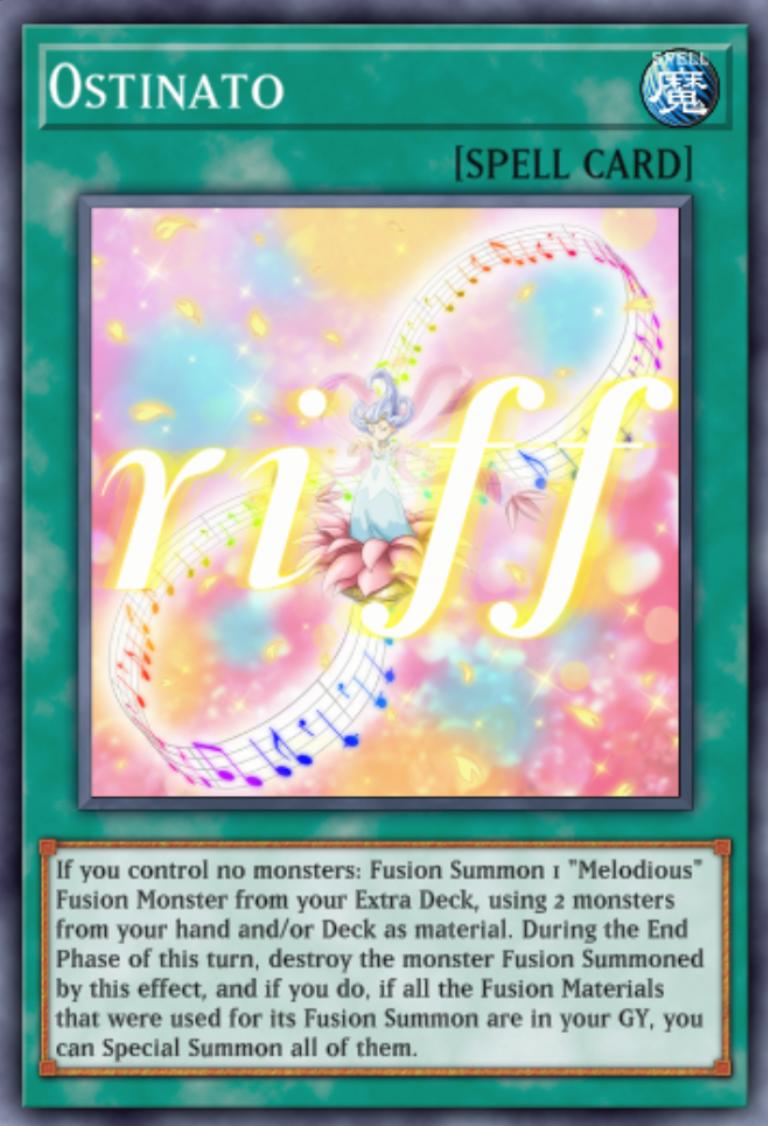 OSTINATO
SPELL
魔
[SPELL CARD]
riff
If you control no monsters: Fusion Summon 1 "Melodious"
Fusion Monster from your Extra Deck, using 2 monsters
from your hand and/or Deck as material. During the End
Phase of this turn, destroy the monster Fusion Summoned
by this effect, and if you do, if all the Fusion Materials
that were used for its Fusion Summon are in your GY, you
can Special Summon all of them.